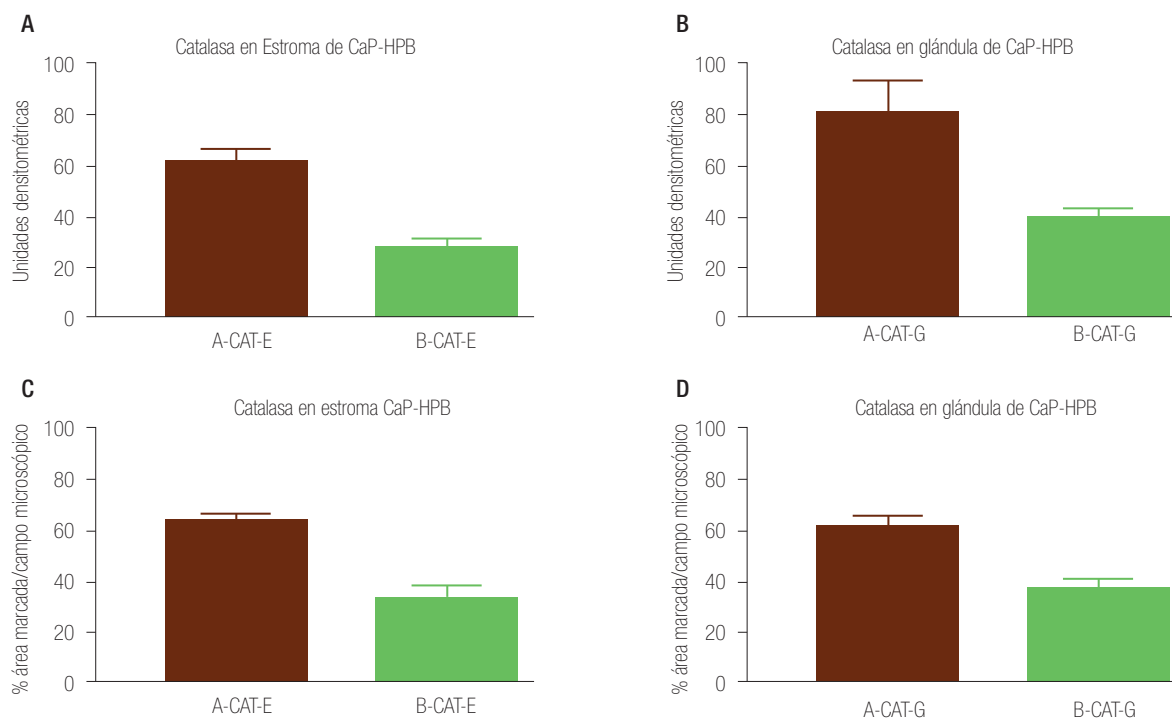 A
Catalasa en Estroma de CaP-HPB
Unidades densitométricas
100
80
60
40
20
0
A-CAT-E
B-CAT-E
B
Catalasa en glándula de CaP-HPB
Unidades densitométricas
100
80
60
40
20
0
A-CAT-G
B-CAT-G
C
Catalasa en estroma CaP-HPB
% área marcada/campo microscópico
100
80
60
40
20
0
A-CAT-E
B-CAT-E
D
Catalasa en glándula de CaP-HPB
% área marcada/campo microscópico
100
80
60
40
20
0
A-CAT-G
B-CAT-G